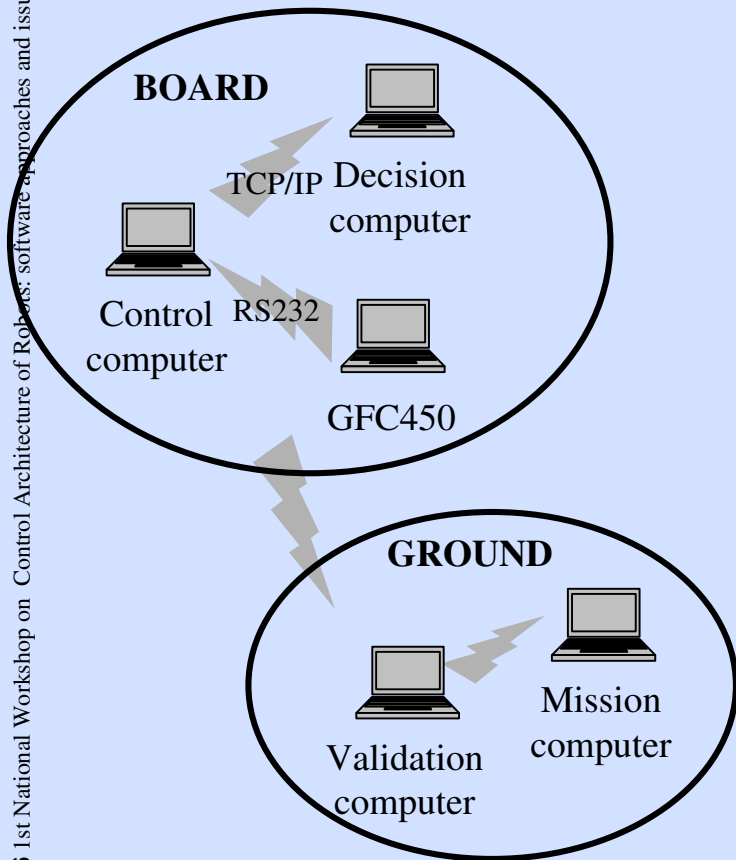 BOARD
TCP/IP
Decision
computer
Control
computer
RS232
GFC450
GROUND
Mission
computer
Validation
computer
1st National Workshop on Control Architecture of Robots: software approaches and